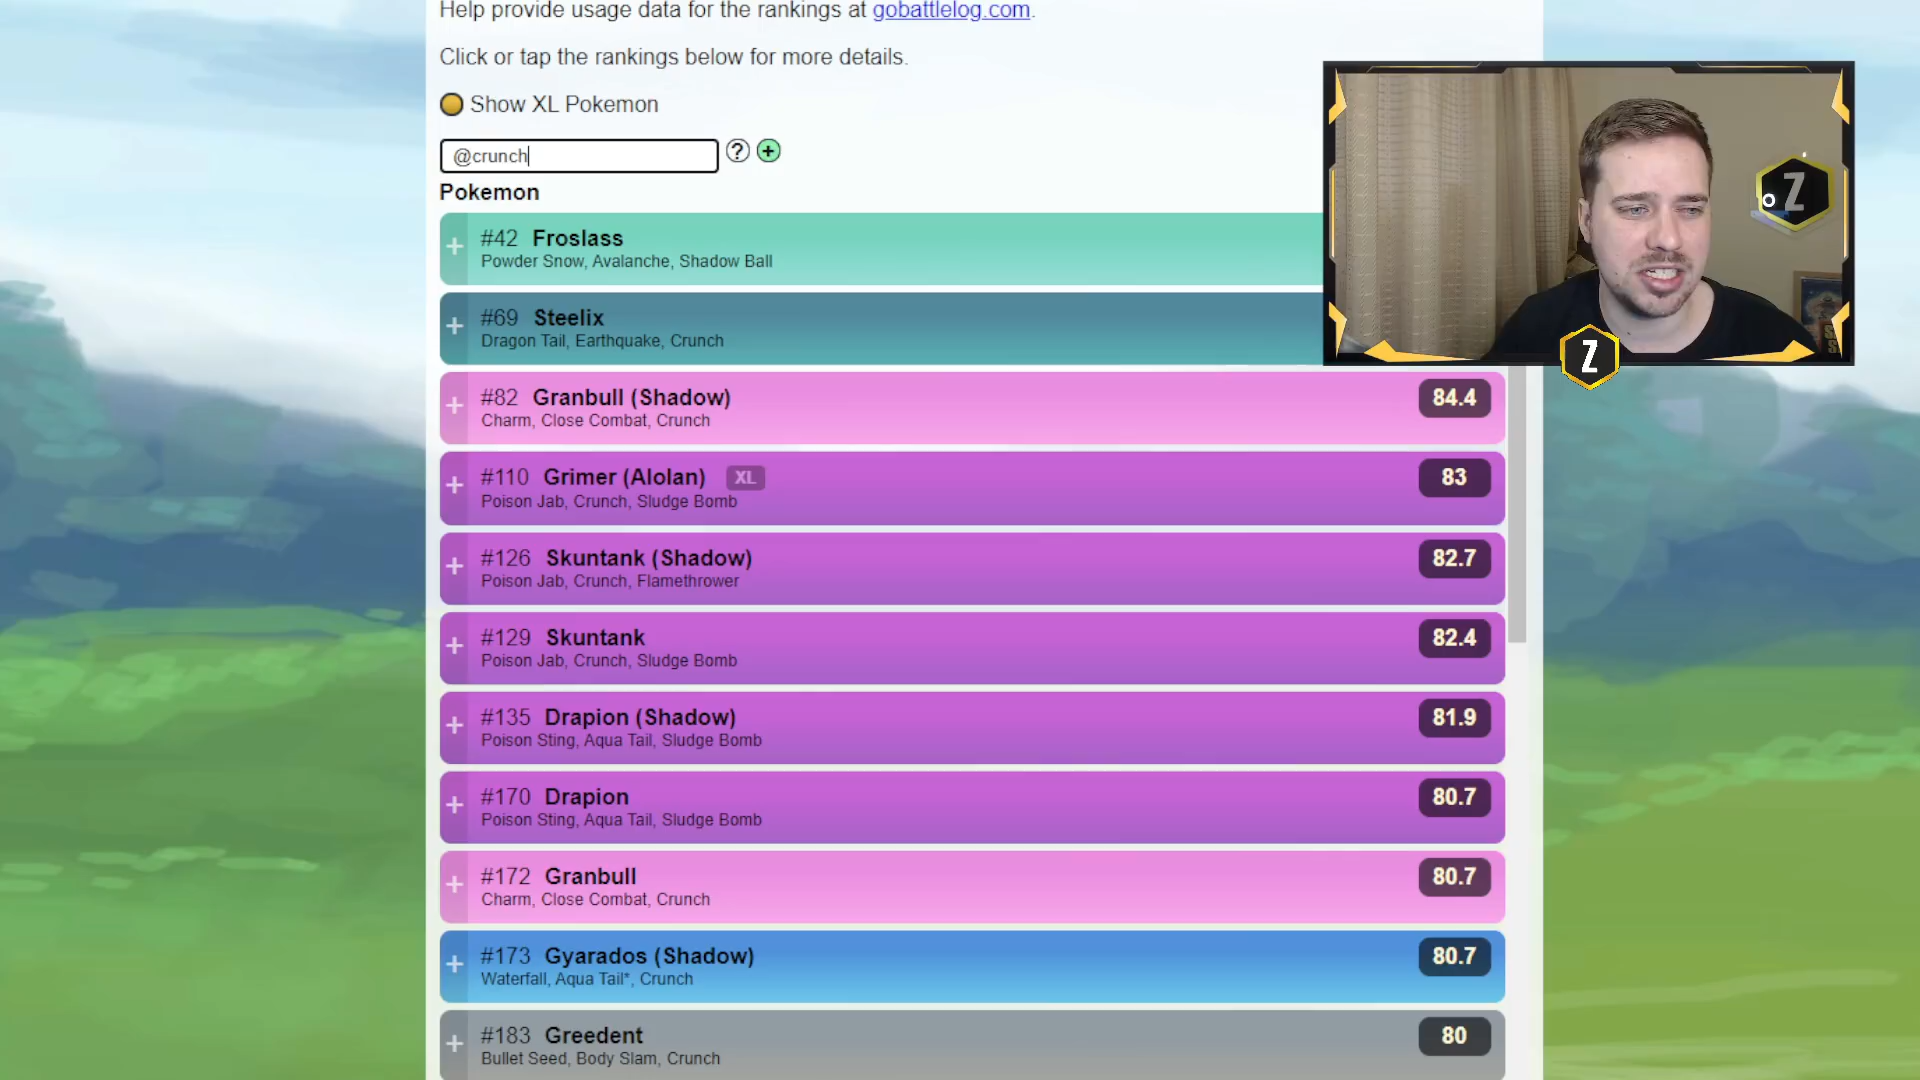 Help provide usage data for the rankings at gobattlelog.com.
Click or tap the rankings below for more details.
Show XL Pokemon
@crunch
?
+
Pokemon
+
#42 Froslass
Powder Snow, Avalanche, Shadow Ball
+
#69 Steelix
Dragon Tail, Earthquake, Crunch
+
#82 Granbull (Shadow)
84.4
Charm, Close Combat, Crunch
+
#110 Grimer (Alolan) XL
83
Poison Jab, Crunch, Sludge Bomb
+
#126 Skuntank (Shadow)
82.7
Poison Jab, Crunch, Flamethrower
+
#129 Skuntank
82.4
Poison Jab, Crunch, Sludge Bomb
+
#135 Drapion (Shadow)
81.9
Poison Sting, Aqua Tail, Sludge Bomb
+
#170 Drapion
80.7
Poison Sting, Aqua Tail, Sludge Bomb
+
#172 Granbull
80.7
Charm, Close Combat, Crunch
+
#173 Gyarados (Shadow)
80.7
Waterfall, Aqua Tail*, Crunch
+
#183 Greedent
80
Bullet Seed, Body Slam, Crunch
Z
Z